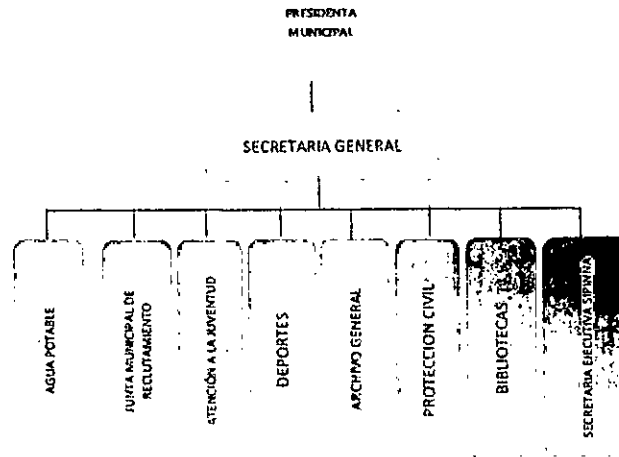 PRESIDENTA
MUNICIPAL
SECRETARIA GENERAL
AGUA POTABLE
JUNTA MUNICIPAL DE
RECLUTAMIENTO
ATENCIÓN A LA JUVENTUD
DEPORTES
ARCHIVO GENERAL
PROTECCION CIVIL
BIBLIOTECAS
SECRETARIA EJECUTIVA SIPINNA